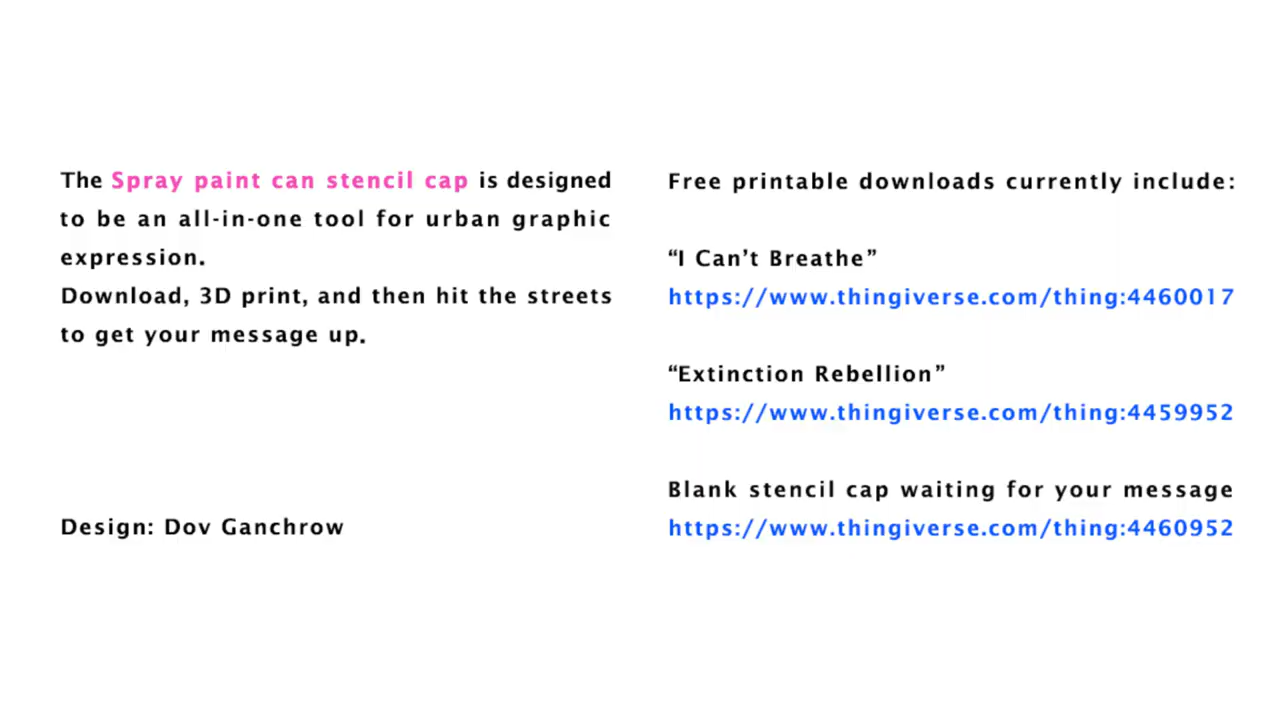 The Spray paint can stencil cap is designed
to be an all-in-one tool for urban graphic
expression.
Download, 3D print, and then hit the streets
to get your message up.
Design: Dov Ganchrow
Free printable downloads currently include:
“I Can’t Breathe”
https://www.thingiverse.com/thing:4460017
“Extinction Rebellion”
https://www.thingiverse.com/thing:4459952
Blank stencil cap waiting for your message
https://www.thingiverse.com/thing:4460952